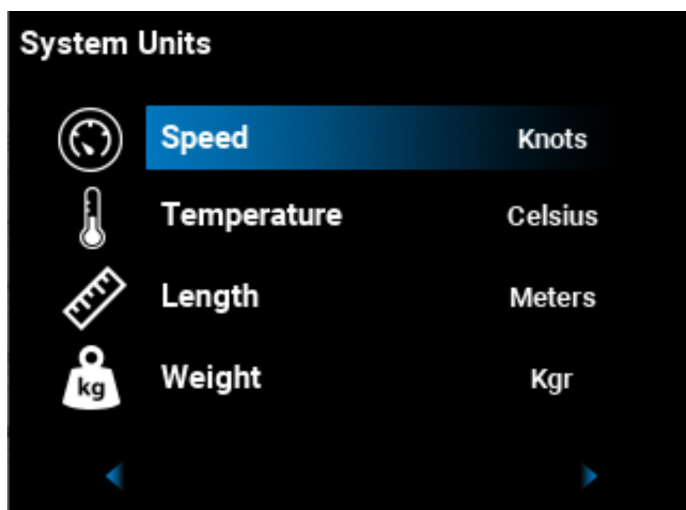 System Units
Speed Knots
Temperature Celsius
Length Meters
kg Weight Kgr